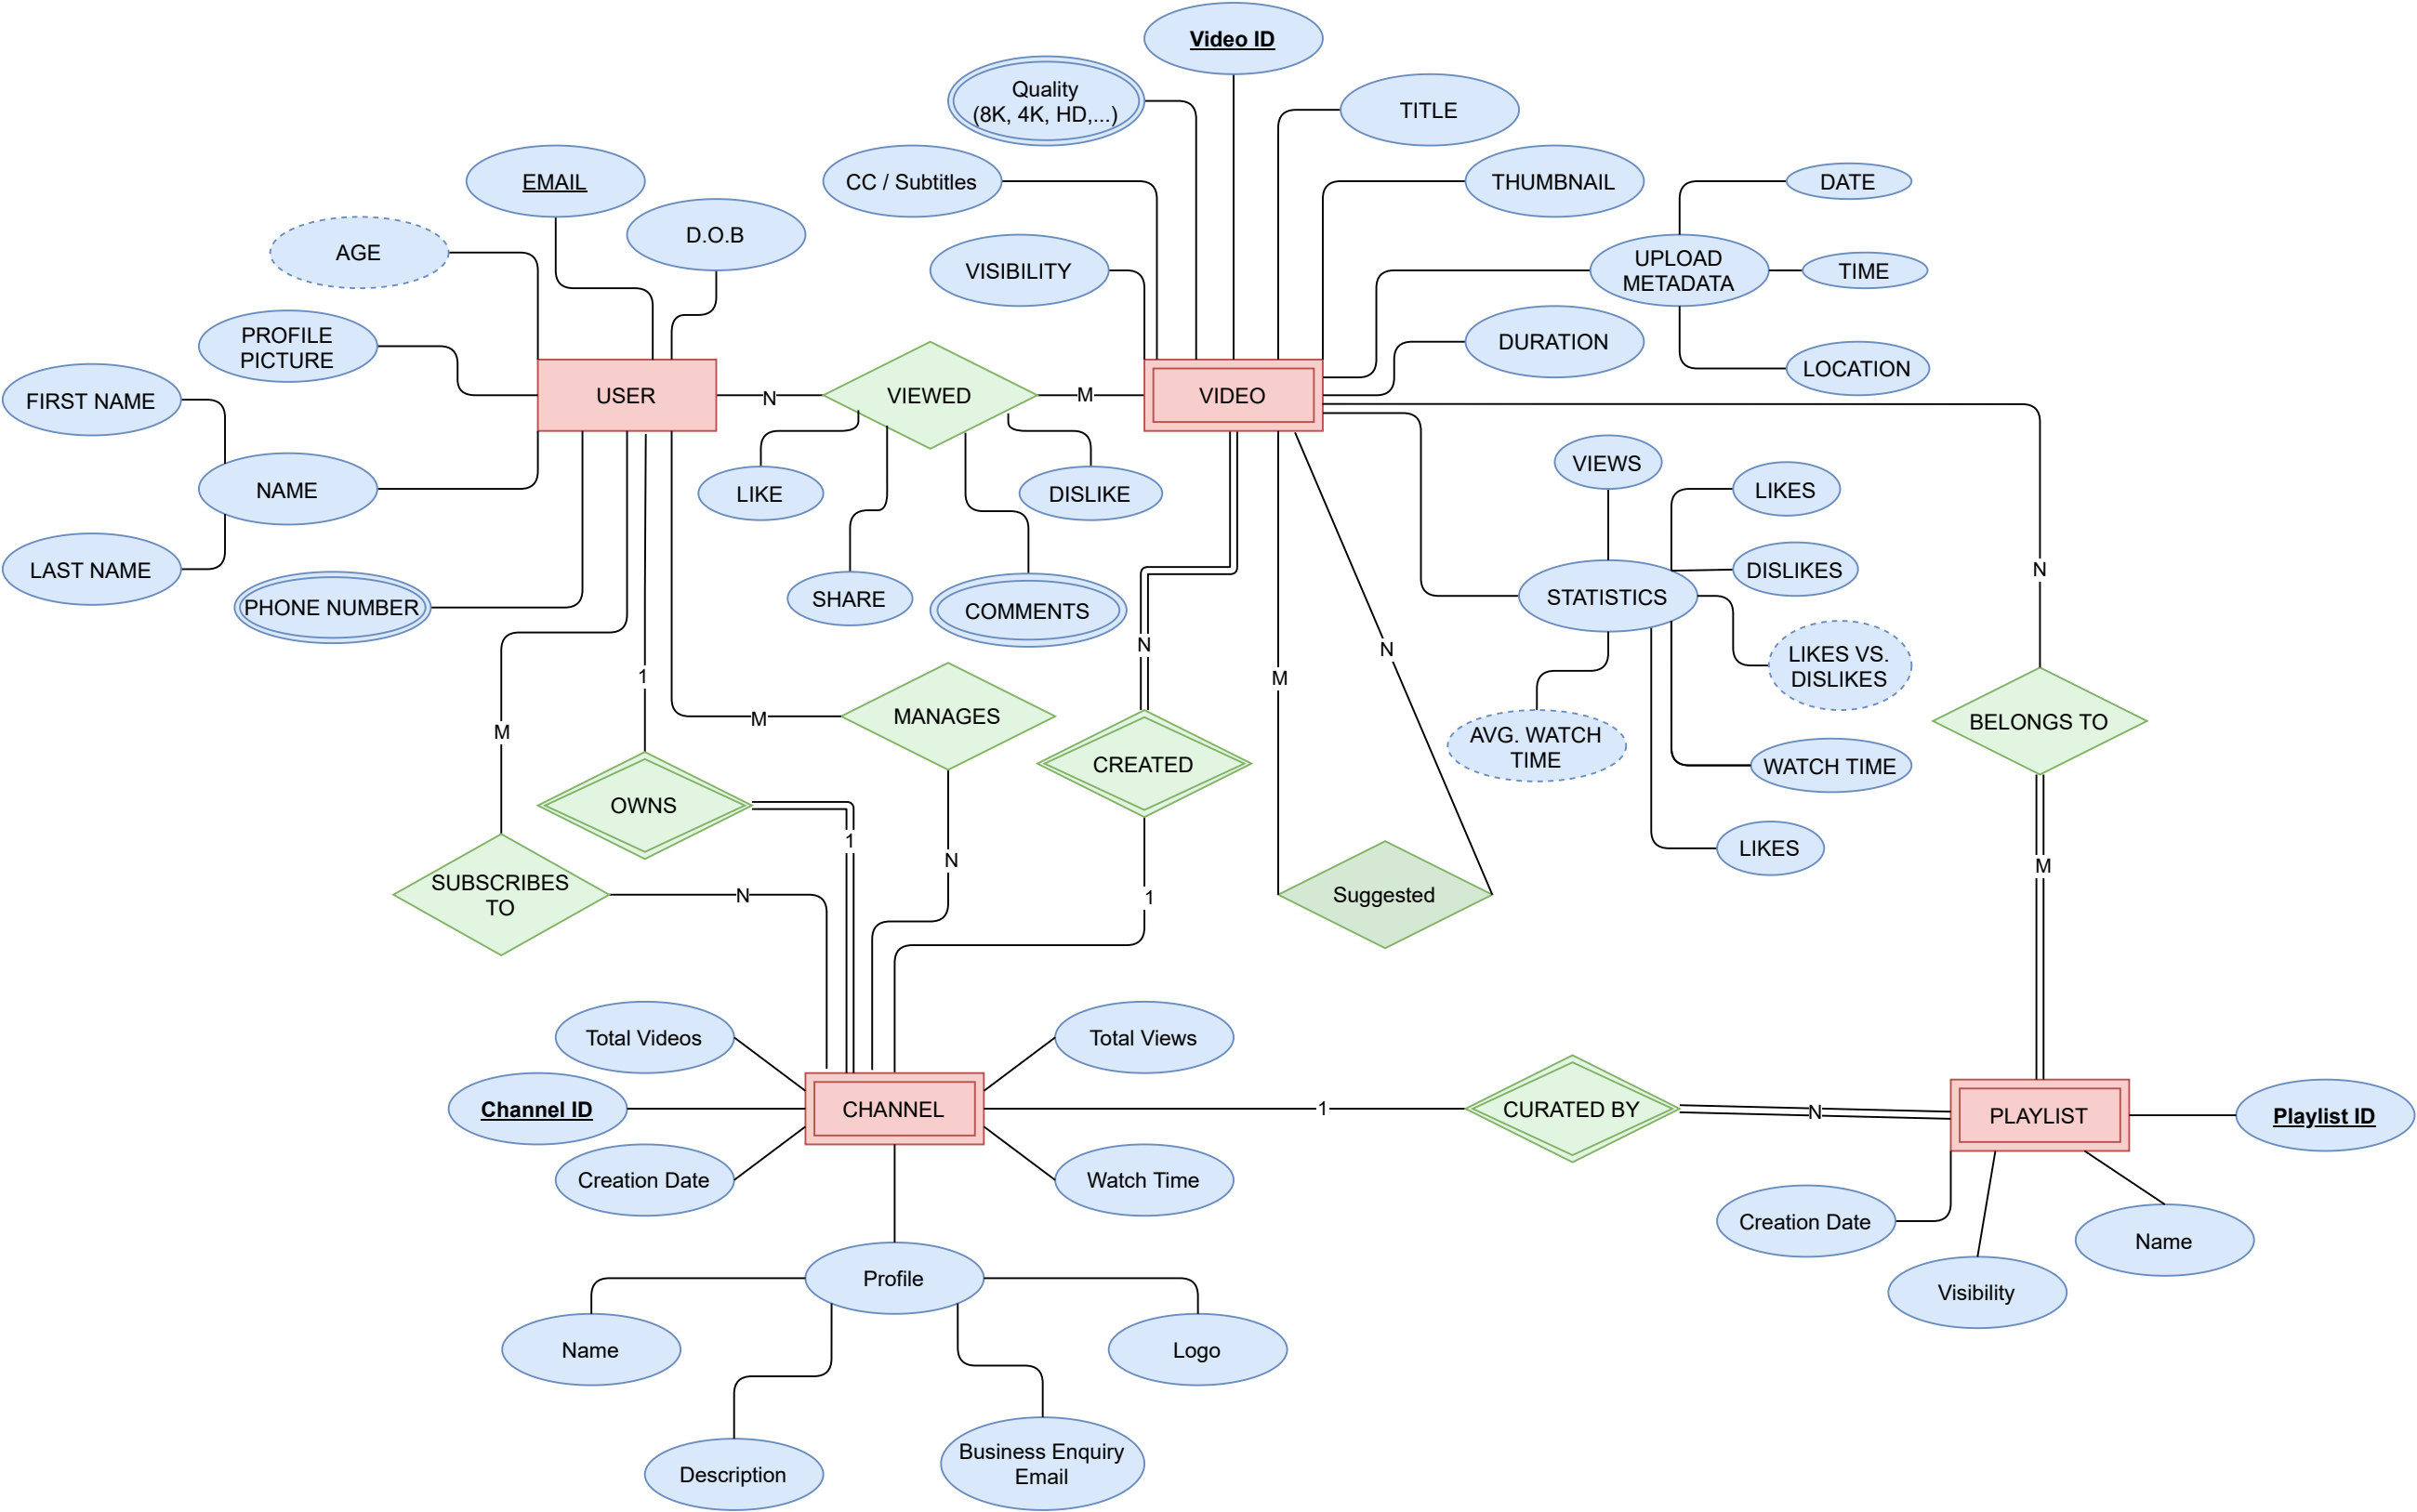 Video ID
Quality
(8K, 4K, HD,...)
TITLE
EMAIL
CC / Subtitles
THUMBNAIL
DATE
D.O.B
AGE
VISIBILITY
UPLOAD
METADATA
TIME
PROFILE
PICTURE
DURATION
LOCATION
FIRST NAME
USER
N
VIEWED
M
VIDEO
VIEWS
NAME
LIKE
DISLIKE
LIKES
LAST NAME
PHONE NUMBER
SHARE
COMMENTS
STATISTICS
DISLIKES
N
N
N
LIKES VS.
DISLIKES
1
M
M
M
MANAGES
BELONGS TO
AVG. WATCH
TIME
CREATED
WATCH TIME
OWNS
1
N
LIKES
M
SUBSCRIBES
TO
N
1
Suggested
Total Videos
Total Views
Channel ID
CHANNEL
1
CURATED BY
N
PLAYLIST
Playlist ID
Creation Date
Watch Time
Creation Date
Name
Profile
Visibility
Name
Logo
Description
Business Enquiry
Email